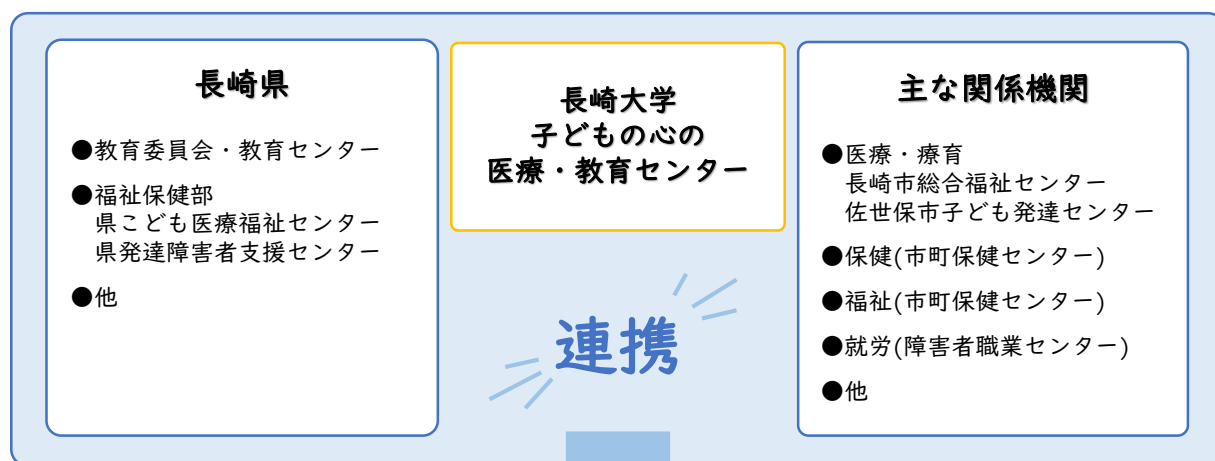 長崎県
●教育委員会・教育センター
●福祉保健部
県こども医療福祉センター
県発達障害者支援センター
●他
長崎大学
子どもの心の
医療・教育センター
連携
主な関係機関
●医療・療育
長崎市総合福祉センター
佐世保市子ども発達センター
●保健(市町保健センター)
●福祉(市町保健センター)
●就労(障害者職業センター)
●他